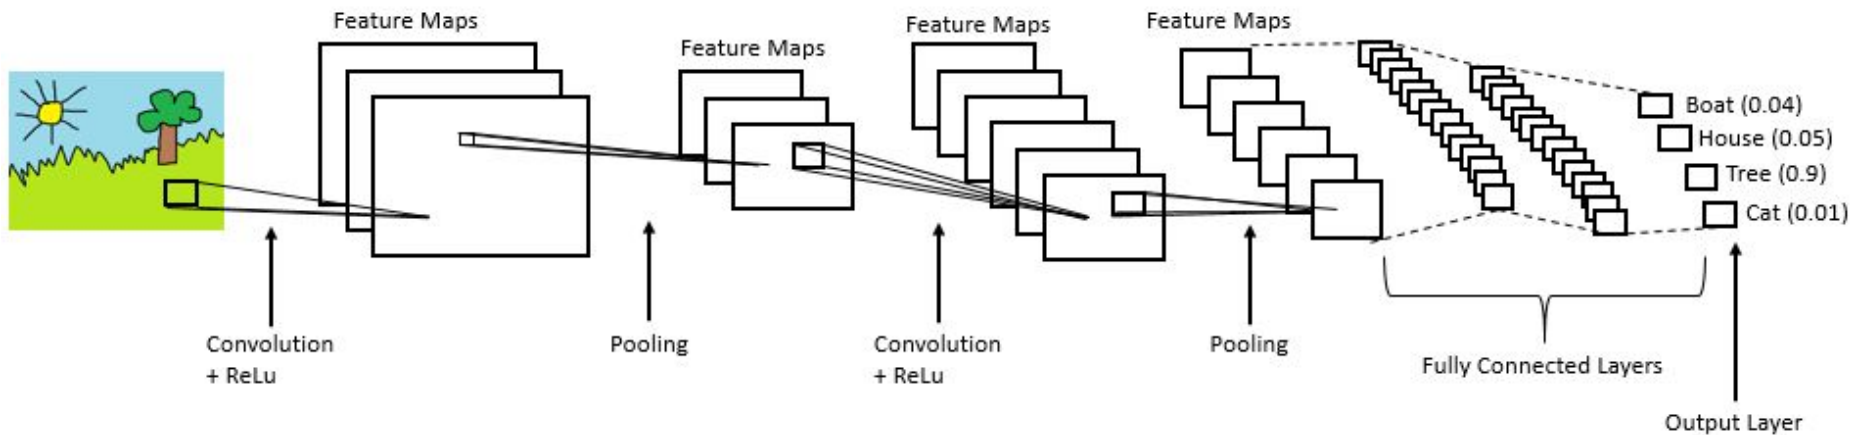 Feature Maps
Feature Maps
Feature Maps
Feature Maps
Boat (0.04)
House (0.05)
Tree (0.9)
Cat (0.01)
Convolution
+ ReLu
Pooling
Convolution
+ ReLu
Pooling
Fully Connected Layers
Output Layer